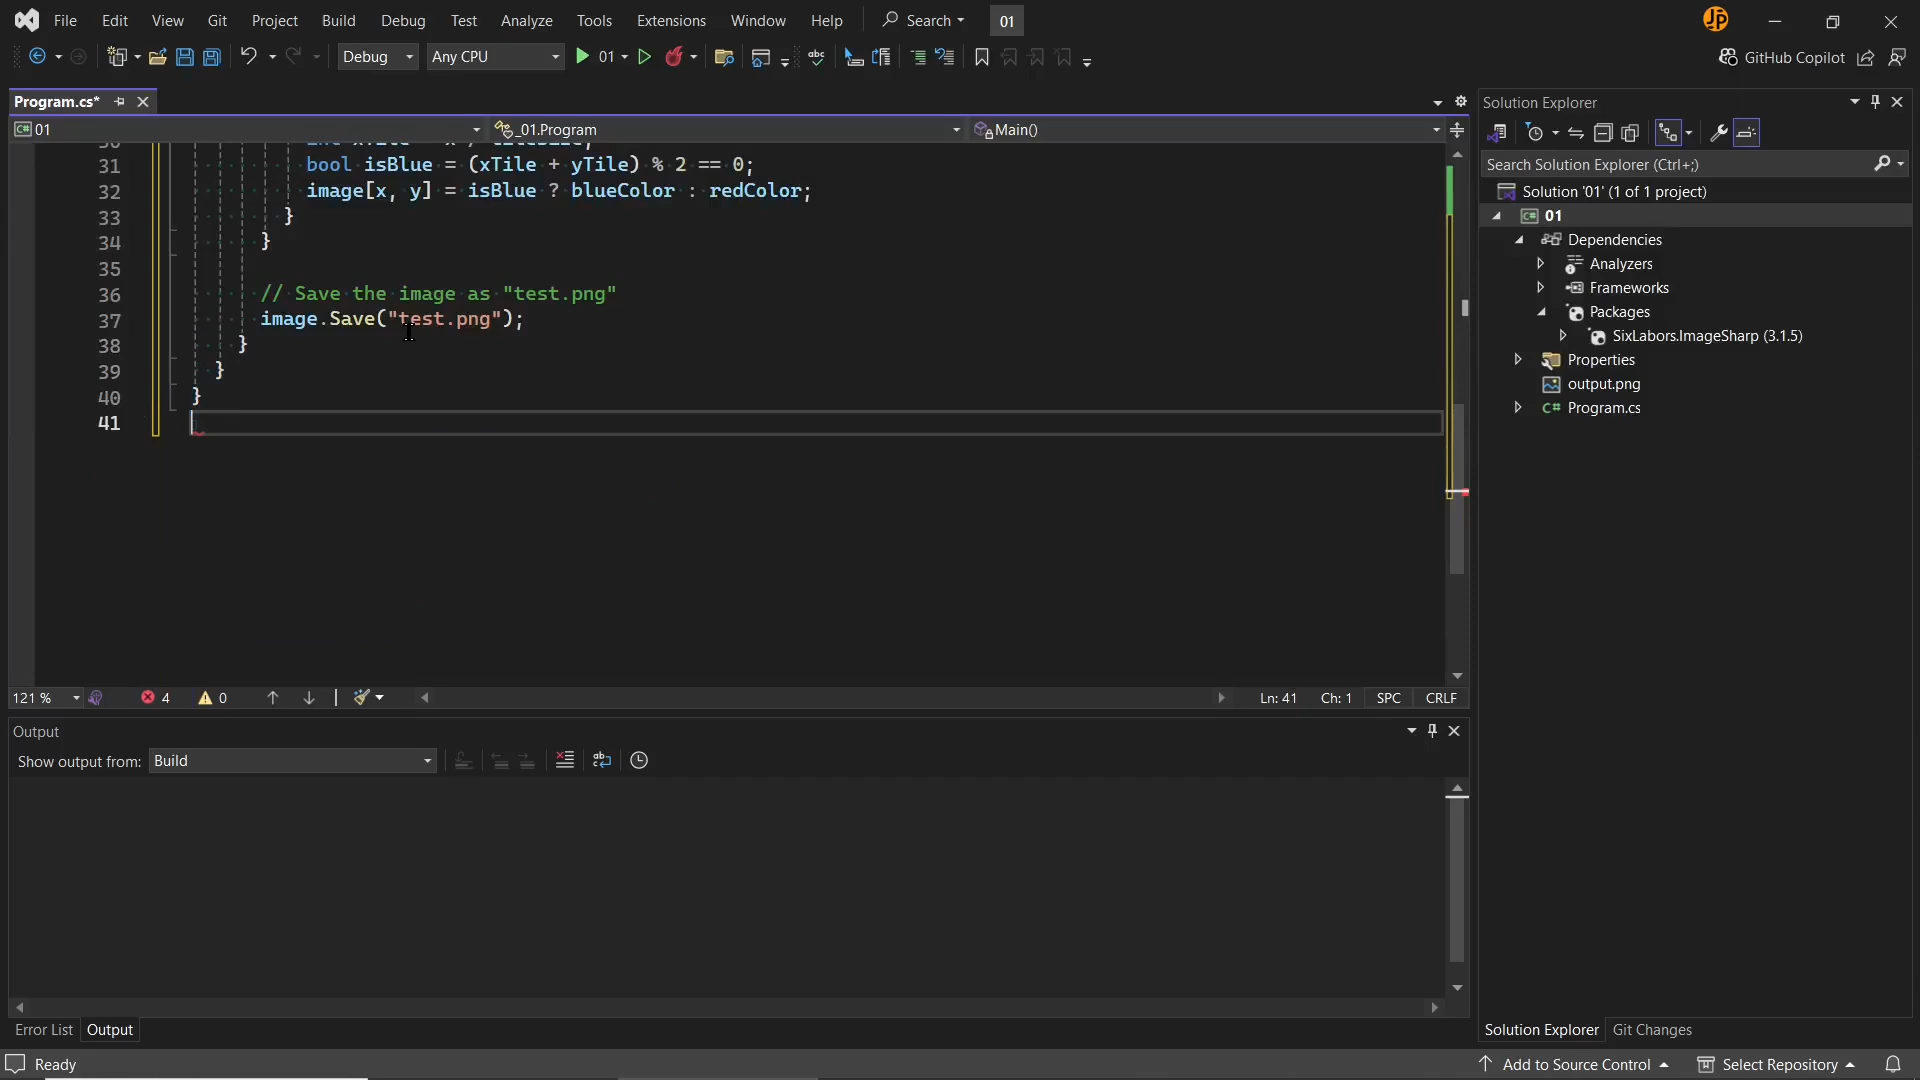 File Edit View Git Project Build Debug Test Analyze Tools Extensions Window Help Search 01 JP
Debug Any CPU 01 GitHub Copilot
Program.cs*
01 _01.Program Main()
31 bool isBlue = (xTile + yTile) % 2 == 0;
32 image[x, y] = isBlue ? blueColor : redColor;
33 }
34 }
35
36 // Save the image as "test.png"
37 image.Save("test.png");
38 }
39 }
40 }
41
121 % 4 0 Ln: 41 Ch: 1 SPC CRLF
Output
Show output from: Build
Error List Output
Solution Explorer
Search Solution Explorer (Ctrl+;)
Solution '01' (1 of 1 project)
01
Dependencies
Analyzers
Frameworks
Packages
SixLabors.ImageSharp (3.1.5)
Properties
output.png
Program.cs
Solution Explorer Git Changes
Ready Add to Source Control Select Repository